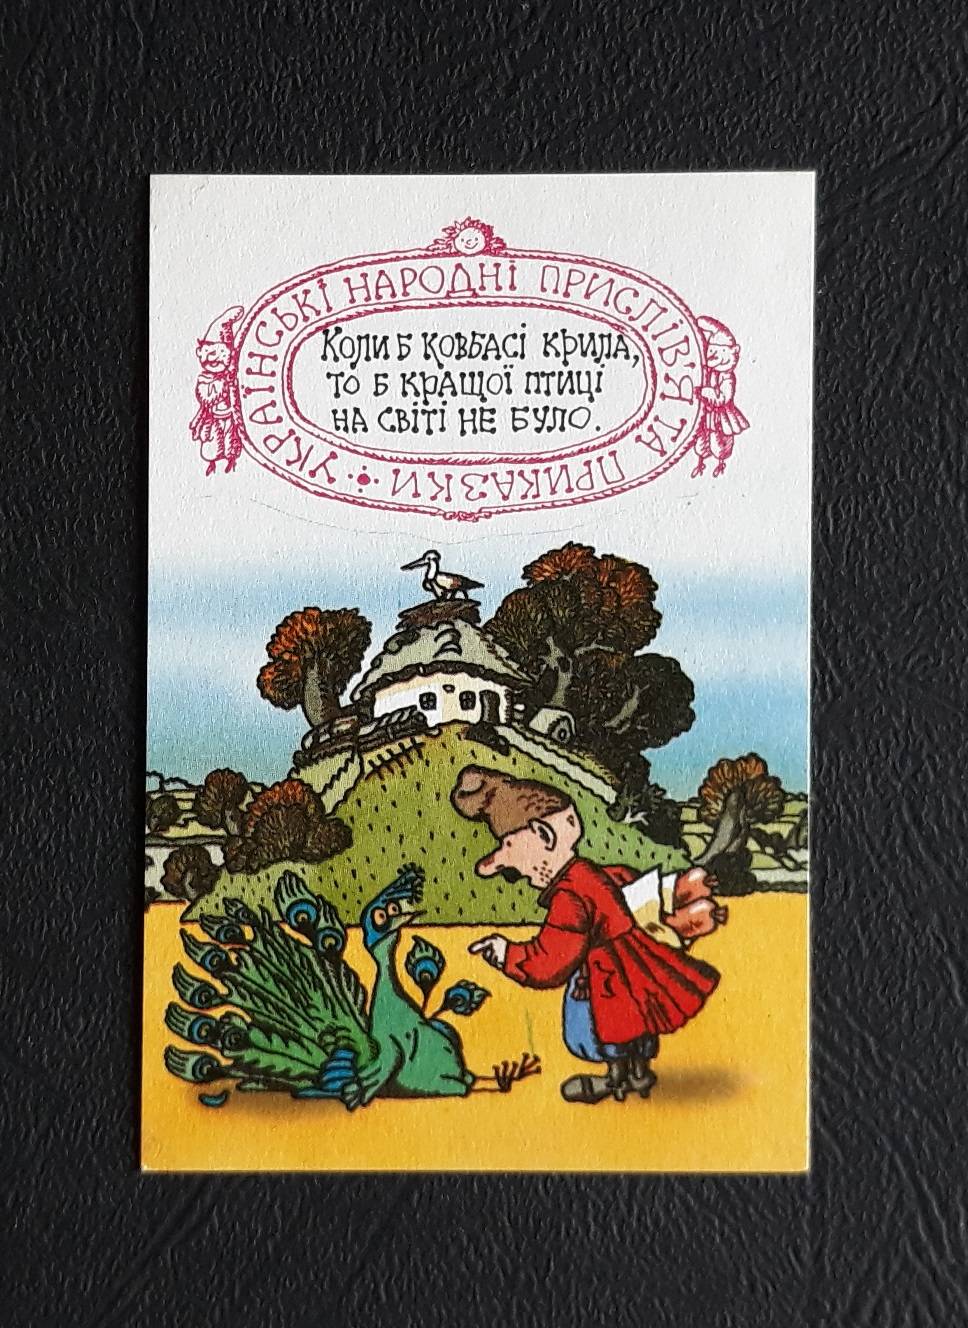 УКРАЇНСЬКІ НАРОДНІ ПРИСЛІВ'Я ТА ПРИКАЗКИ
КОЛИ Б КОВБАСІ КРИЛА,
ТО Б КРАЩОЇ ПТИЦІ
НА СВІТІ НЕ БУЛО.